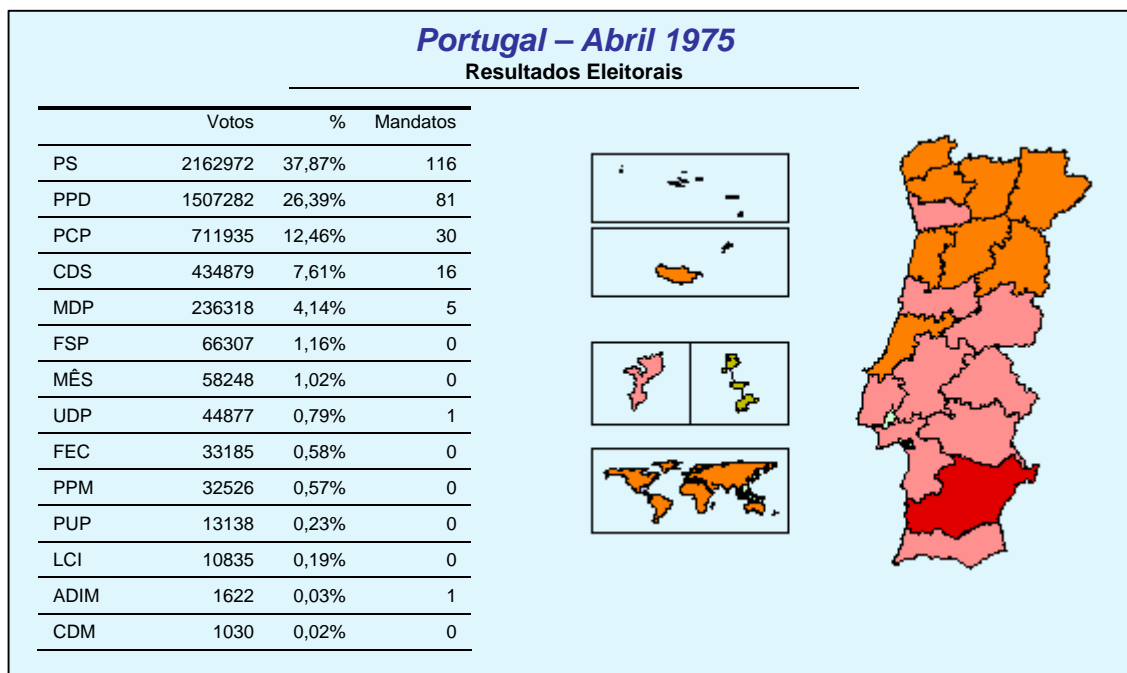 Portugal – Abril 1975
Resultados Eleitorais
Votos % Mandatos
PS 2162972 37,87% 116
PPD 1507282 26,39% 81
PCP 711935 12,46% 30
CDS 434879 7,61% 16
MDP 236318 4,14% 5
FSP 66307 1,16% 0
MÊS 58248 1,02% 0
UDP 44877 0,79% 1
FEC 33185 0,58% 0
PPM 32526 0,57% 0
PUP 13138 0,23% 0
LCI 10835 0,19% 0
ADIM 1622 0,03% 1
CDM 1030 0,02% 0